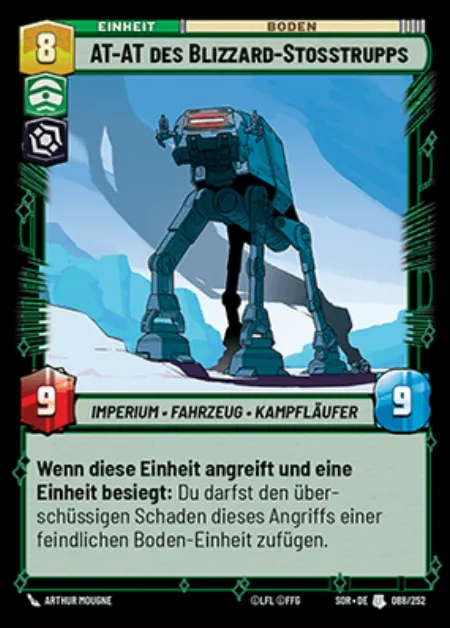 EINHEIT
BODEN
8
AT-AT DES BLIZZARD-STOSSTRUPPS
9
IMPERIUM • FAHRZEUG • KAMPFLÄUFER
9
Wenn diese Einheit angreift und eine
Einheit besiegt: Du darfst den über-
schüssigen Schaden dieses Angriffs einer
feindlichen Boden-Einheit zufügen.
ARTHUR MOUGNE
©LFL ©FFG
SOR • DE
088/252